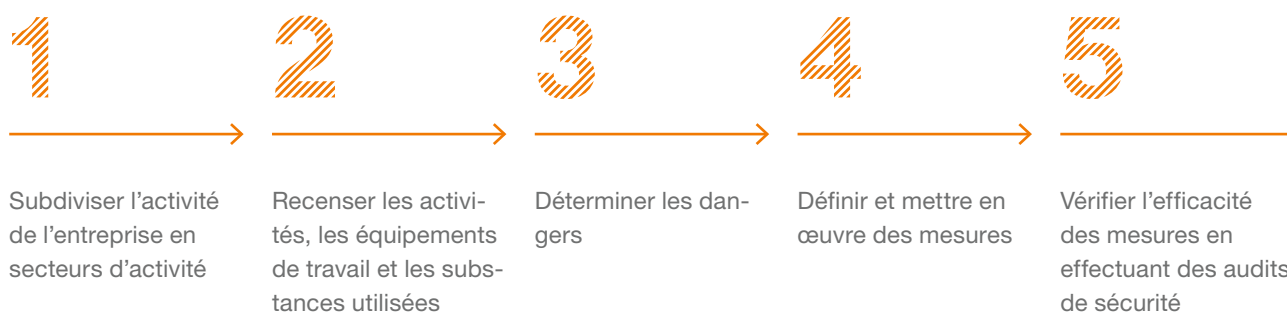 1
Subdiviser l’activité
de l’entreprise en
secteurs d’activité
2
Recenser les activi-
tés, les équipements
de travail et les subs-
tances utilisées
3
Déterminer les dan-
gers
4
Définir et mettre en
œuvre des mesures
5
Vérifier l’efficacité
des mesures en
effectuant des audits
de sécurité